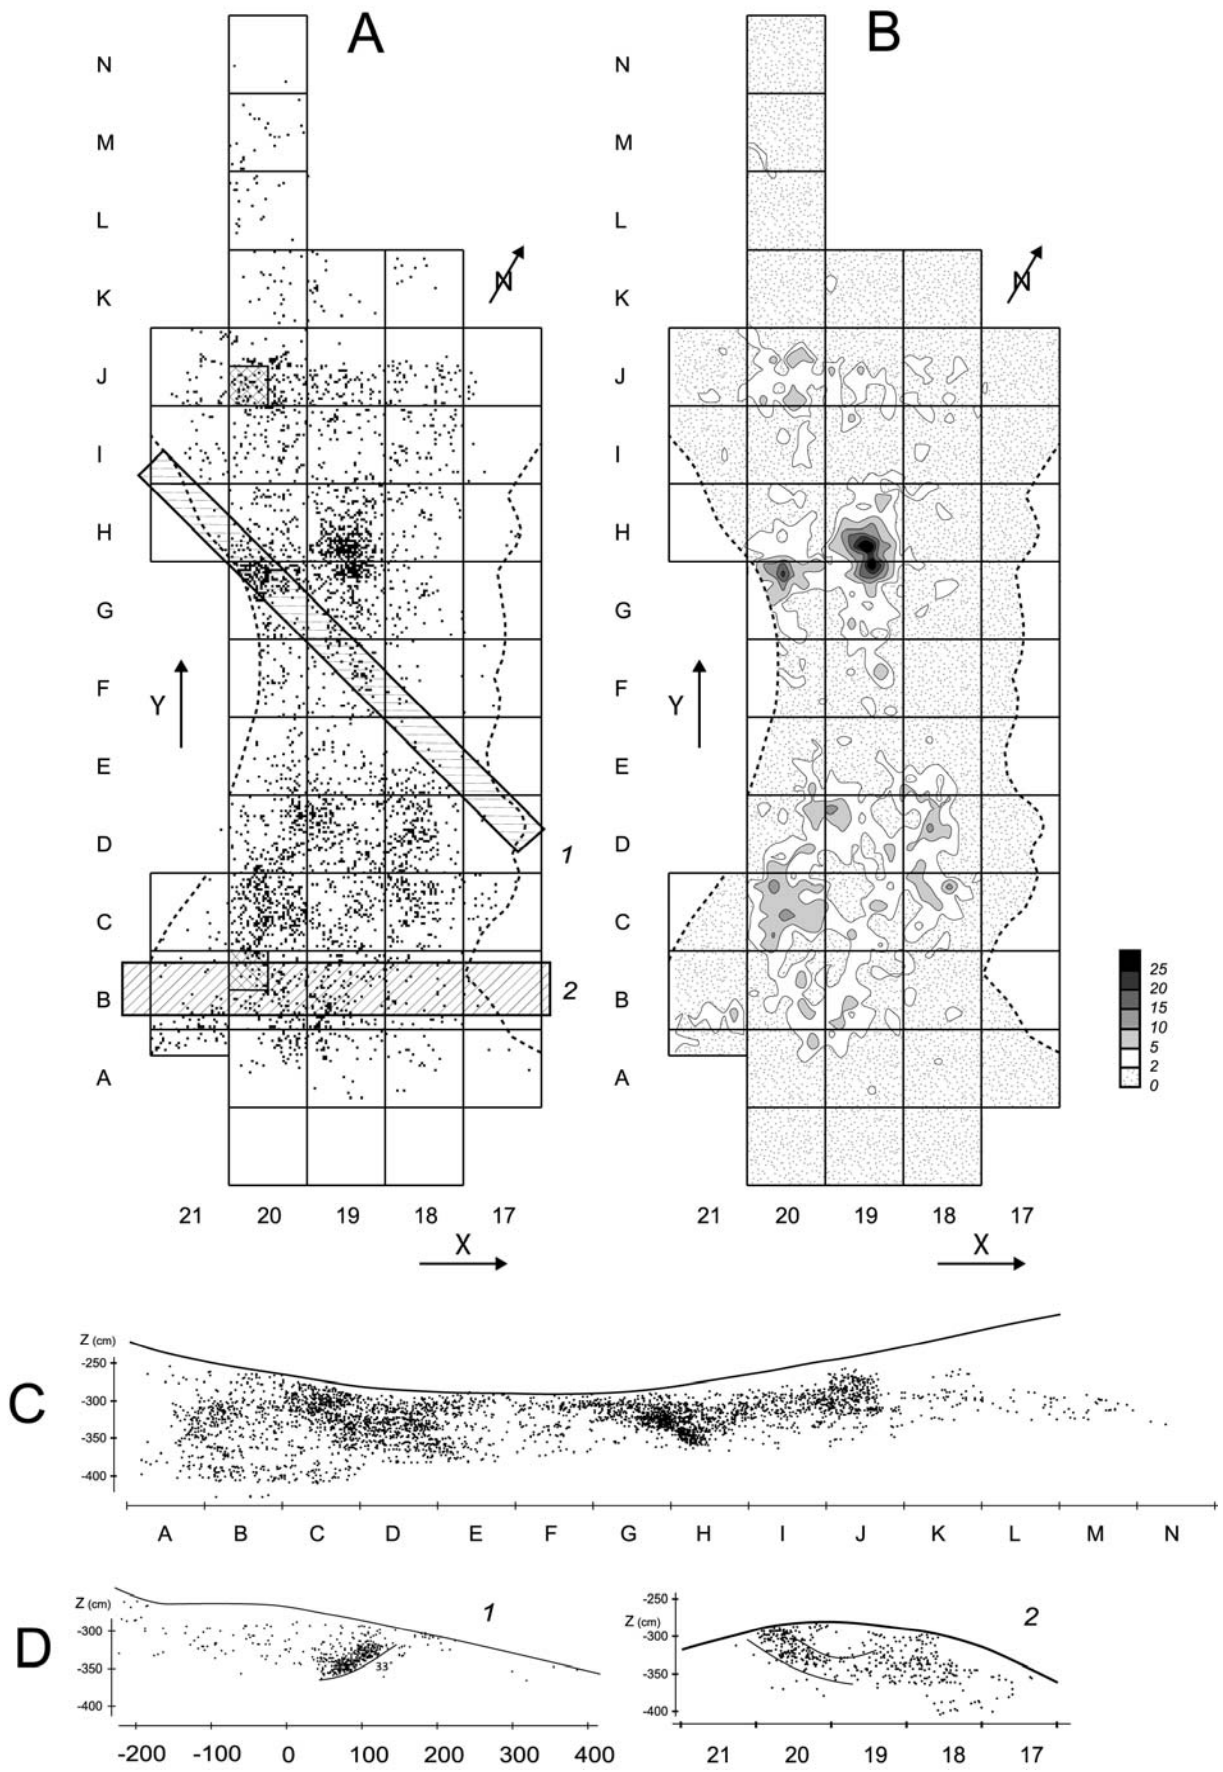 A
B
N
N
M
M
L
L
K
N
K
N
J
J
I
I
H
H
G
G
F
Y
F
Y
E
E
D
D
1
C
C
B
2
B
A
A
25
20
15
10
5
2
0
21 20 19 18 17
21 20 19 18 17
X
X
C
Z (cm)
-250
-300
-350
-400
A B C D E F G H I J K L M N
D
Z (cm)
-300
-350
-400
1
33°
-200 -100 0 100 200 300 400
-250
Z (cm)
-300
-350
-400
2
21 20 19 18 17